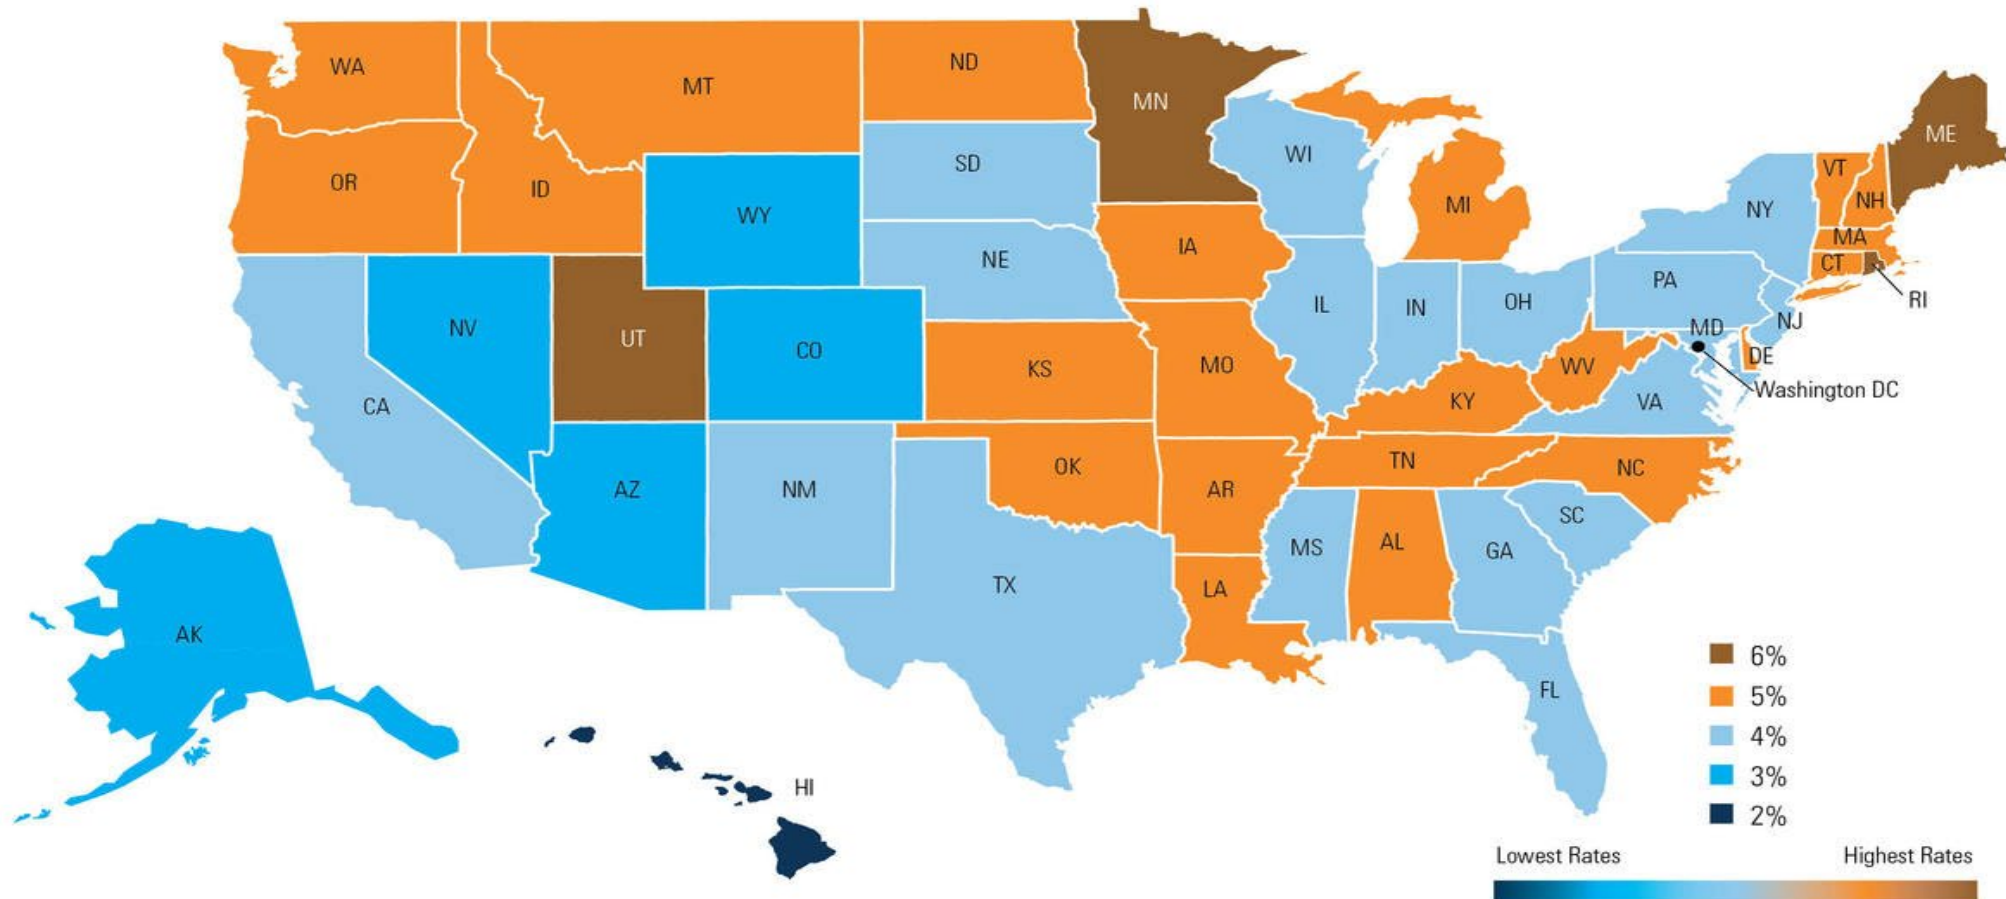 WA
MT
ND
MN
ME
OR
ID
SD
WI
VT
NH
WY
MI
NY
MA
CT
RI
IA
NE
PA
NV
UT
CO
IL
IN
OH
NJ
MD
DE
Washington DC
KS
MO
WV
KY
VA
CA
AZ
NM
OK
AR
TN
NC
SC
MS
AL
GA
TX
LA
AK
FL
HI
6%
5%
4%
3%
2%
Lowest Rates
Highest Rates